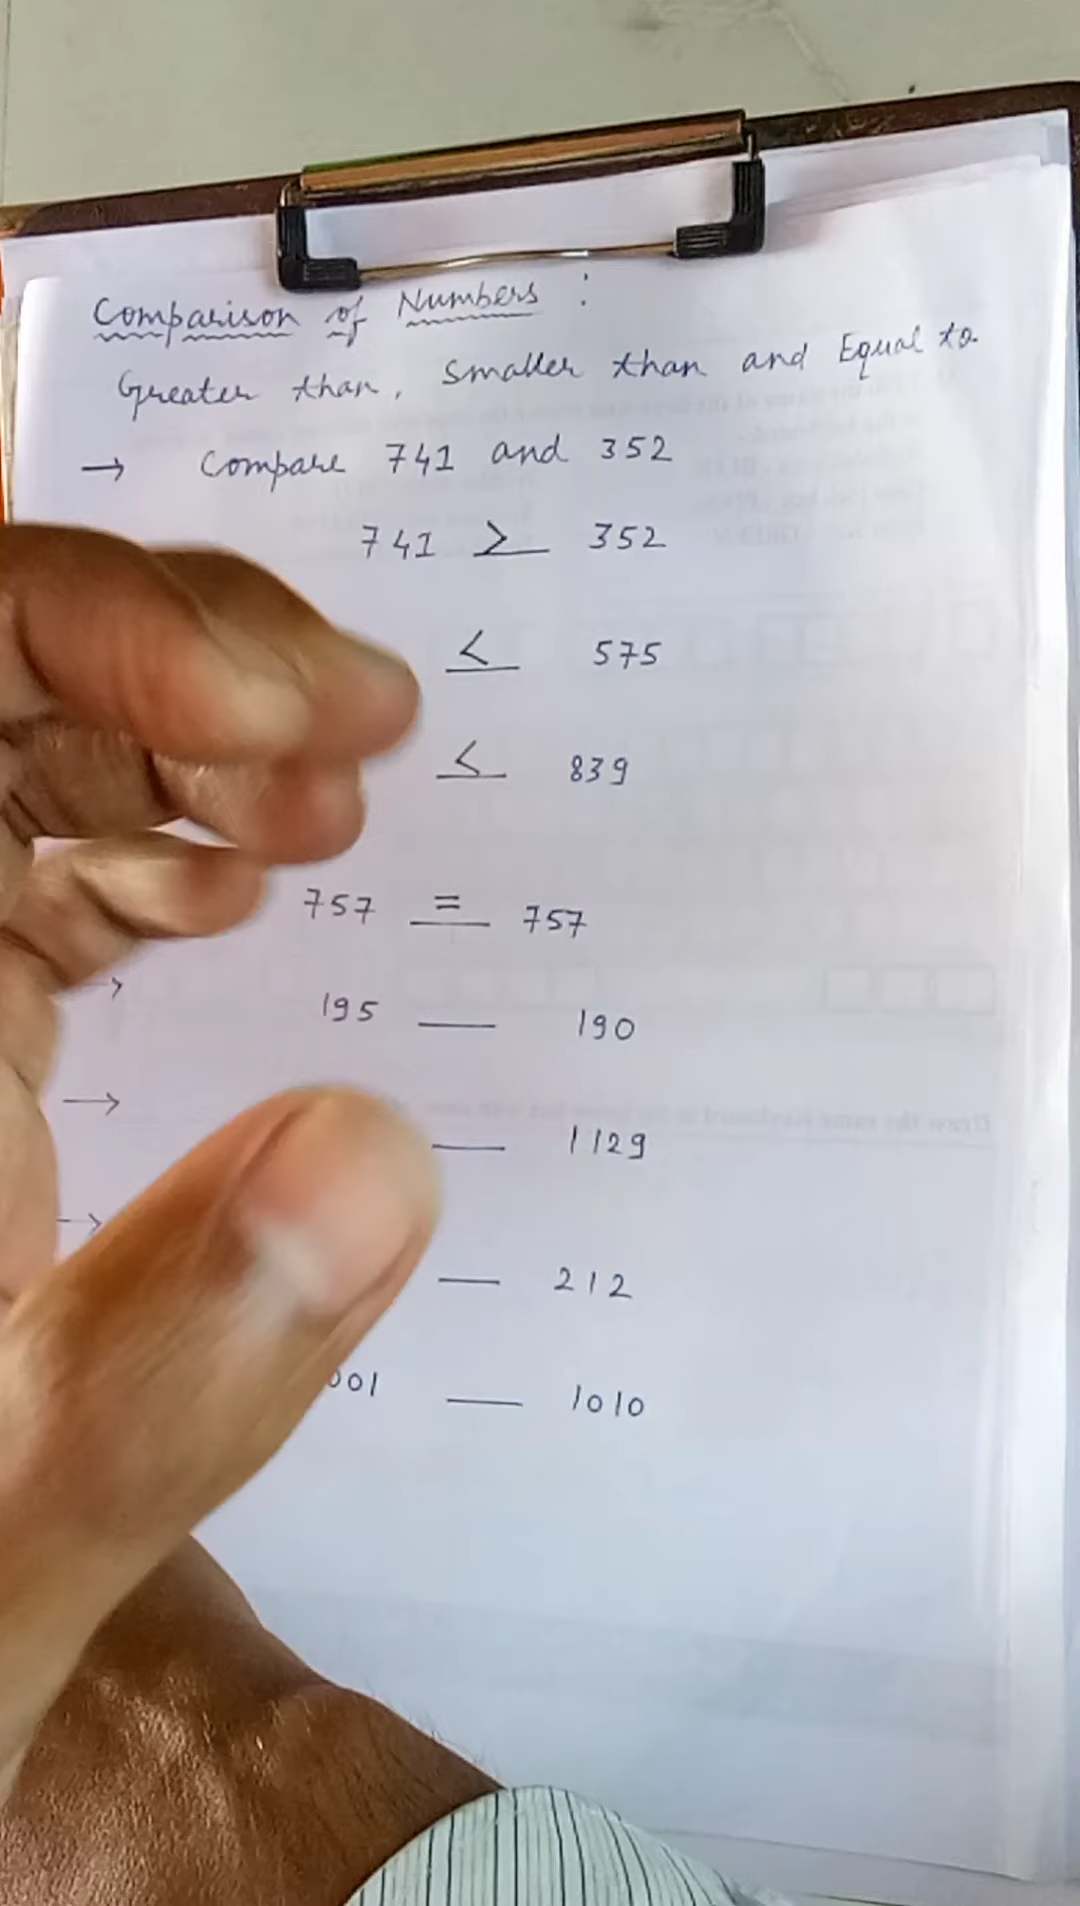 Comparison of Numbers :
Greater than, Smaller than and Equal to
→ Compare 741 and 352
741 > 352
< 575
< 839
757 = 757
→ 195 — 190
→ — 1129
→ — 212
001 — 1010